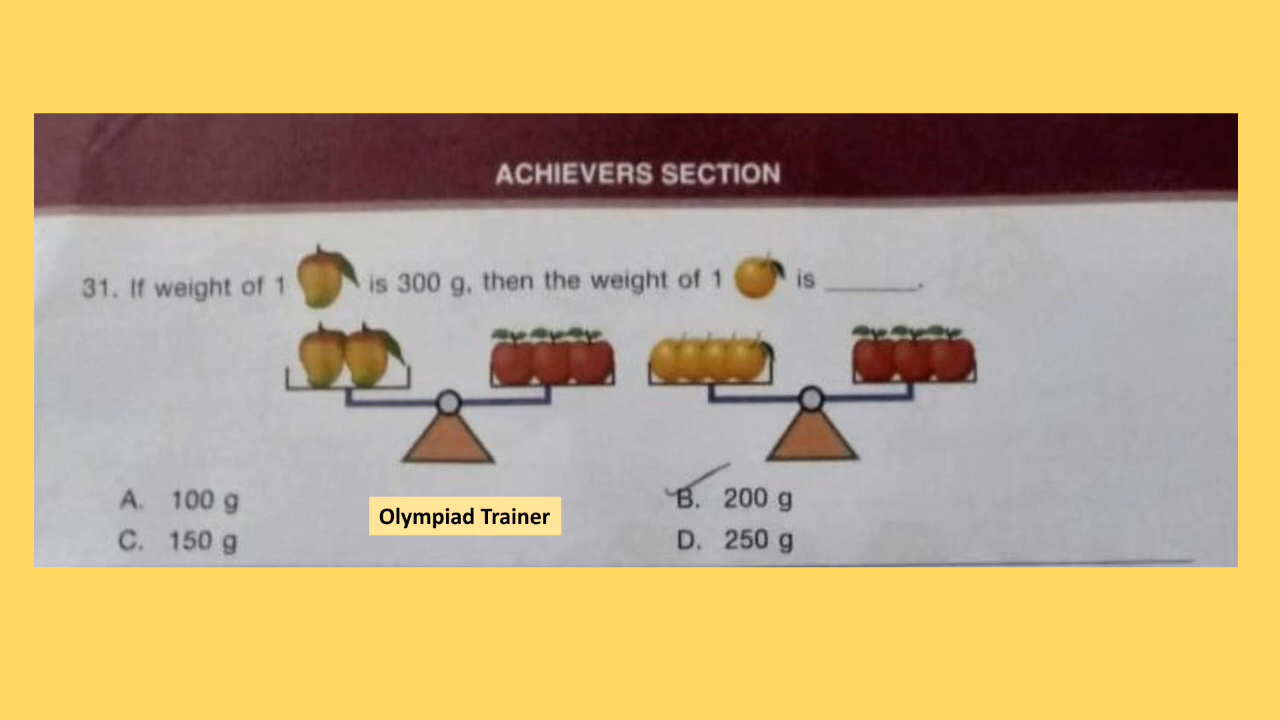 ACHIEVERS SECTION
31. If weight of 1 is 300 g, then the weight of 1 is ______.
A. 100 g
B. 200 g
Olympiad Trainer
C. 150 g
D. 250 g